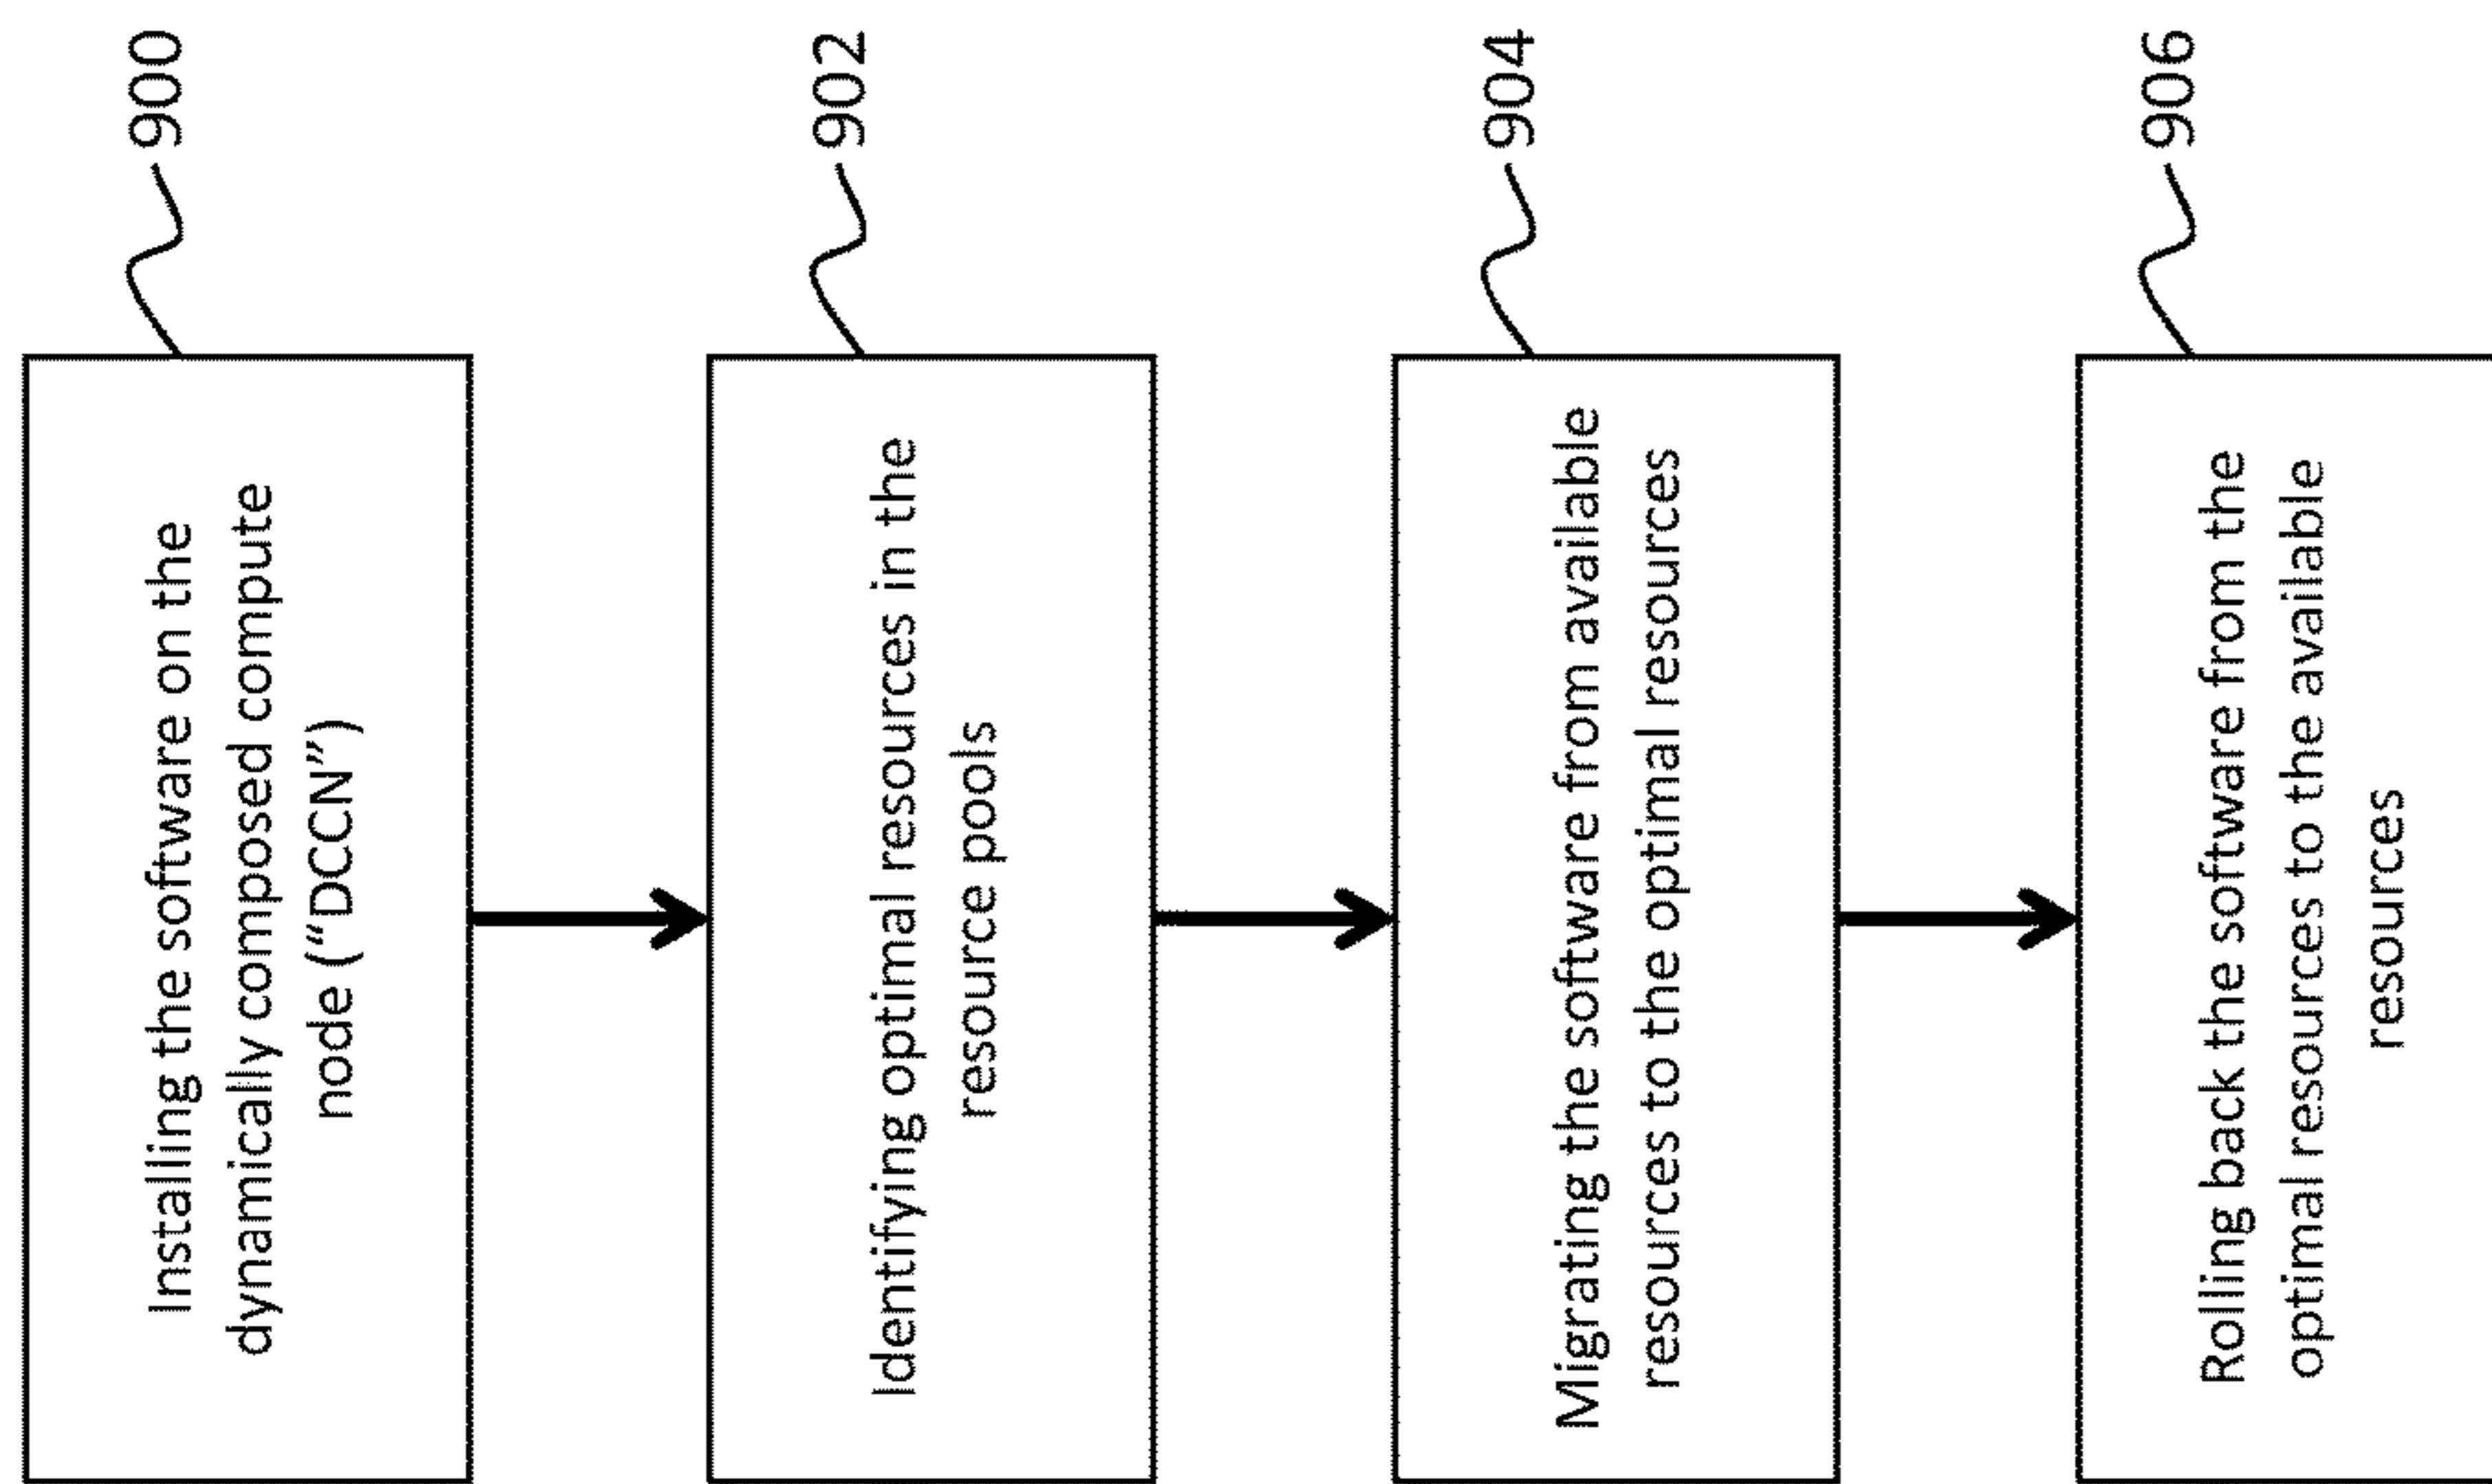 Installing the software on the
dynamically composed compute
node (“DCCN”)
900
Identifying optimal resources in the
resource pools
902
Migrating the software from available
resources to the optimal resources
904
Rolling back the software from the
optimal resources to the available
resources
906